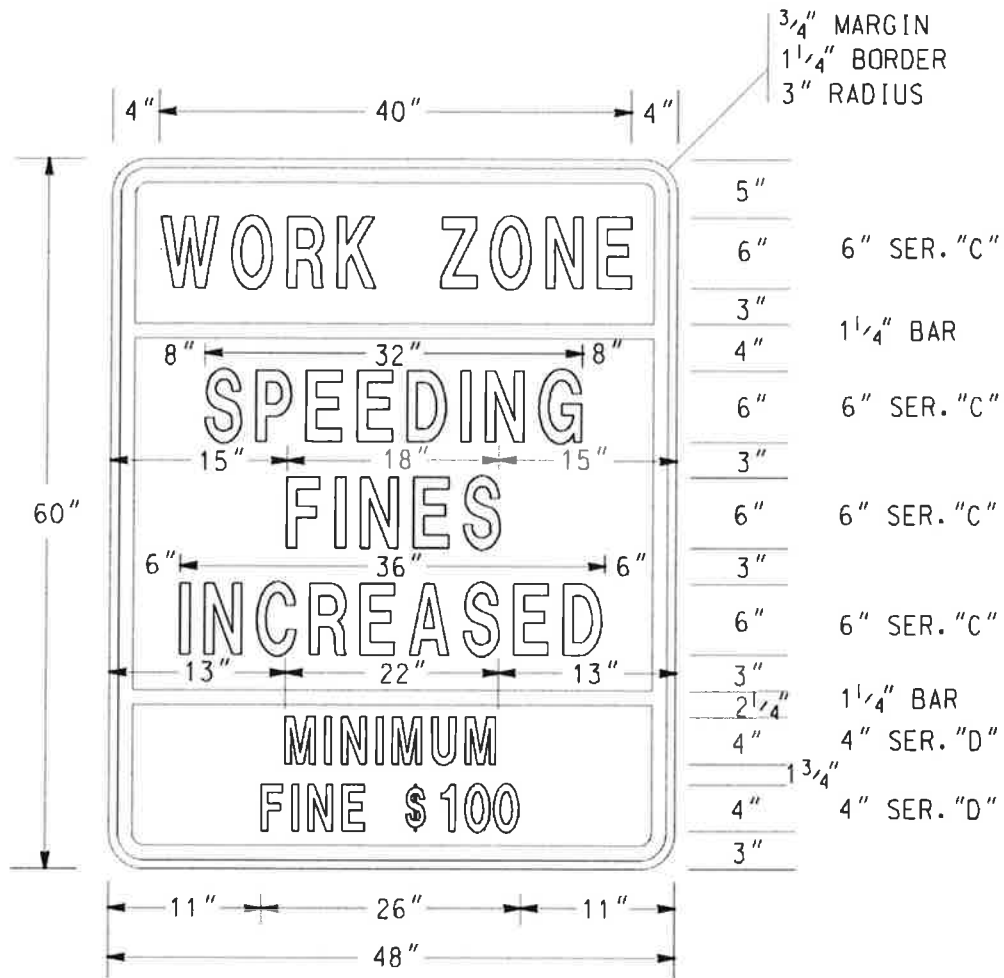 3/4" MARGIN
1 1/4" BORDER
3" RADIUS
4" 40" 4"
5"
WORK ZONE
6" 6" SER. "C"
3"
1 1/4" BAR
8" 32" 8"
4"
SPEEDING
6" 6" SER. "C"
15" 18" 15"
3"
60"
FINES
6" 6" SER. "C"
6" 36" 6"
3"
INCREASED
6" 6" SER. "C"
13" 22" 13"
3"
1 1/4" BAR
2 1/4"
MINIMUM
4" 4" SER. "D"
1 3/4"
FINE $100
4" 4" SER. "D"
3"
11" 26" 11"
48"